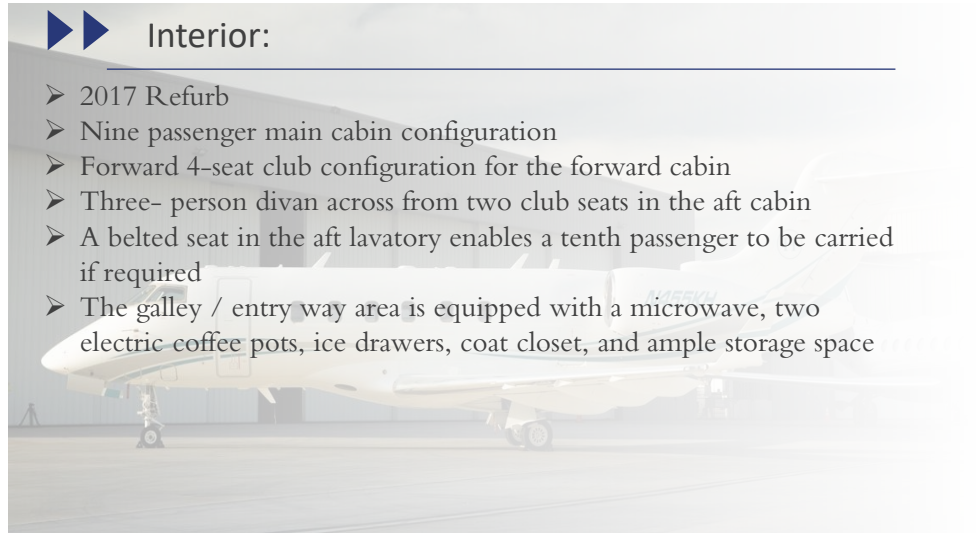 Interior:
➢ 2017 Refurb
➢ Nine passenger main cabin configuration
➢ Forward 4-seat club configuration for the forward cabin
➢ Three- person divan across from two club seats in the aft cabin
➢ A belted seat in the aft lavatory enables a tenth passenger to be carried
if required
➢ The galley / entry way area is equipped with a microwave, two
electric coffee pots, ice drawers, coat closet, and ample storage space